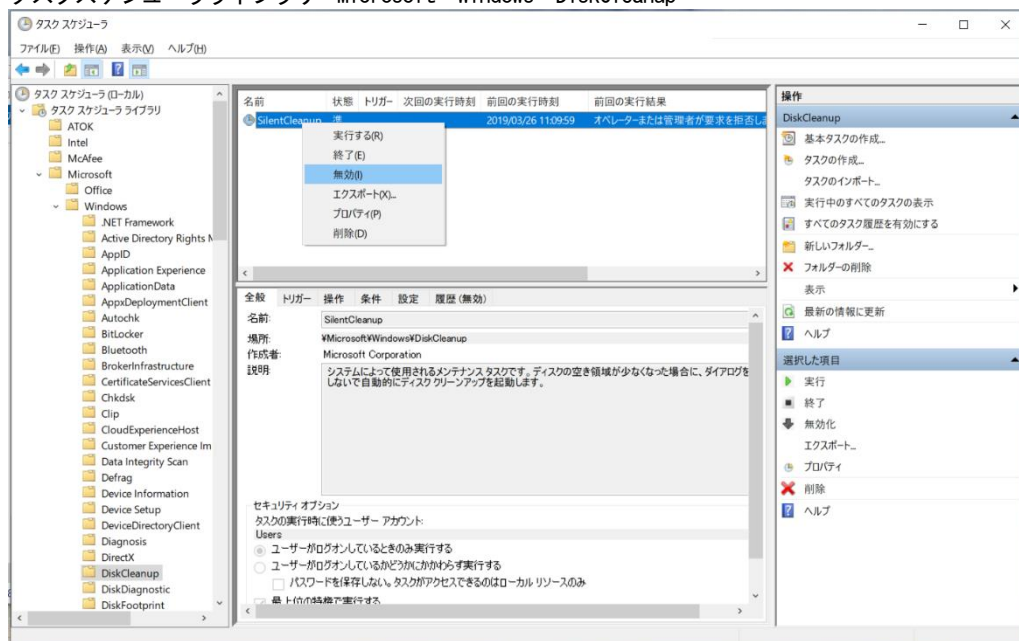 タスク スケジューラ
ファイル(F) 操作(A) 表示(V) ヘルプ(H)
タスク スケジューラ (ローカル)
タスク スケジューラ ライブラリ
ATOK
Intel
McAfee
Microsoft
Office
Windows
.NET Framework
Active Directory Rights M
AppID
Application Experience
ApplicationData
AppxDeploymentClient
Autochk
BitLocker
Bluetooth
BrokerInfrastructure
CertificateServicesClient
Chkdsk
Clip
CloudExperienceHost
Customer Experience Im
Data Integrity Scan
Defrag
Device Information
Device Setup
DeviceDirectoryClient
Diagnosis
DirectX
DiskCleanup
DiskDiagnostic
DiskFootprint
名前 状態 トリガー 次回の実行時刻 前回の実行時刻 前回の実行結果
SilentCleanup 準 2019/03/26 11:09:59 オペレーターまたは管理者が要求を拒否しま
実行する(R)
終了(E)
無効(I)
エクスポート(X)...
プロパティ(P)
削除(D)
全般 トリガー 操作 条件 設定 履歴 (無効)
名前: SilentCleanup
場所: ¥Microsoft¥Windows¥DiskCleanup
作成者: Microsoft Corporation
説明: システムによって使用されるメンテナンス タスクです。ディスクの空き領域が少なくなった場合に、ダイアログを
しないで自動的にディスク クリーンアップを起動します。
セキュリティ オプション
タスクの実行時に使うユーザー アカウント:
Users
ユーザーがログオンしているときのみ実行する
ユーザーがログオンしているかどうかにかかわらず実行する
パスワードを保存しない。タスクがアクセスできるのはローカル リソースのみ
最上位の特権で実行する
操作
DiskCleanup
基本タスクの作成...
タスクの作成...
タスクのインポート...
実行中のすべてのタスクの表示
すべてのタスク履歴を有効にする
新しいフォルダー...
フォルダーの削除
表示
最新の情報に更新
ヘルプ
選択した項目
実行
終了
無効化
エクスポート...
プロパティ
削除
ヘルプ